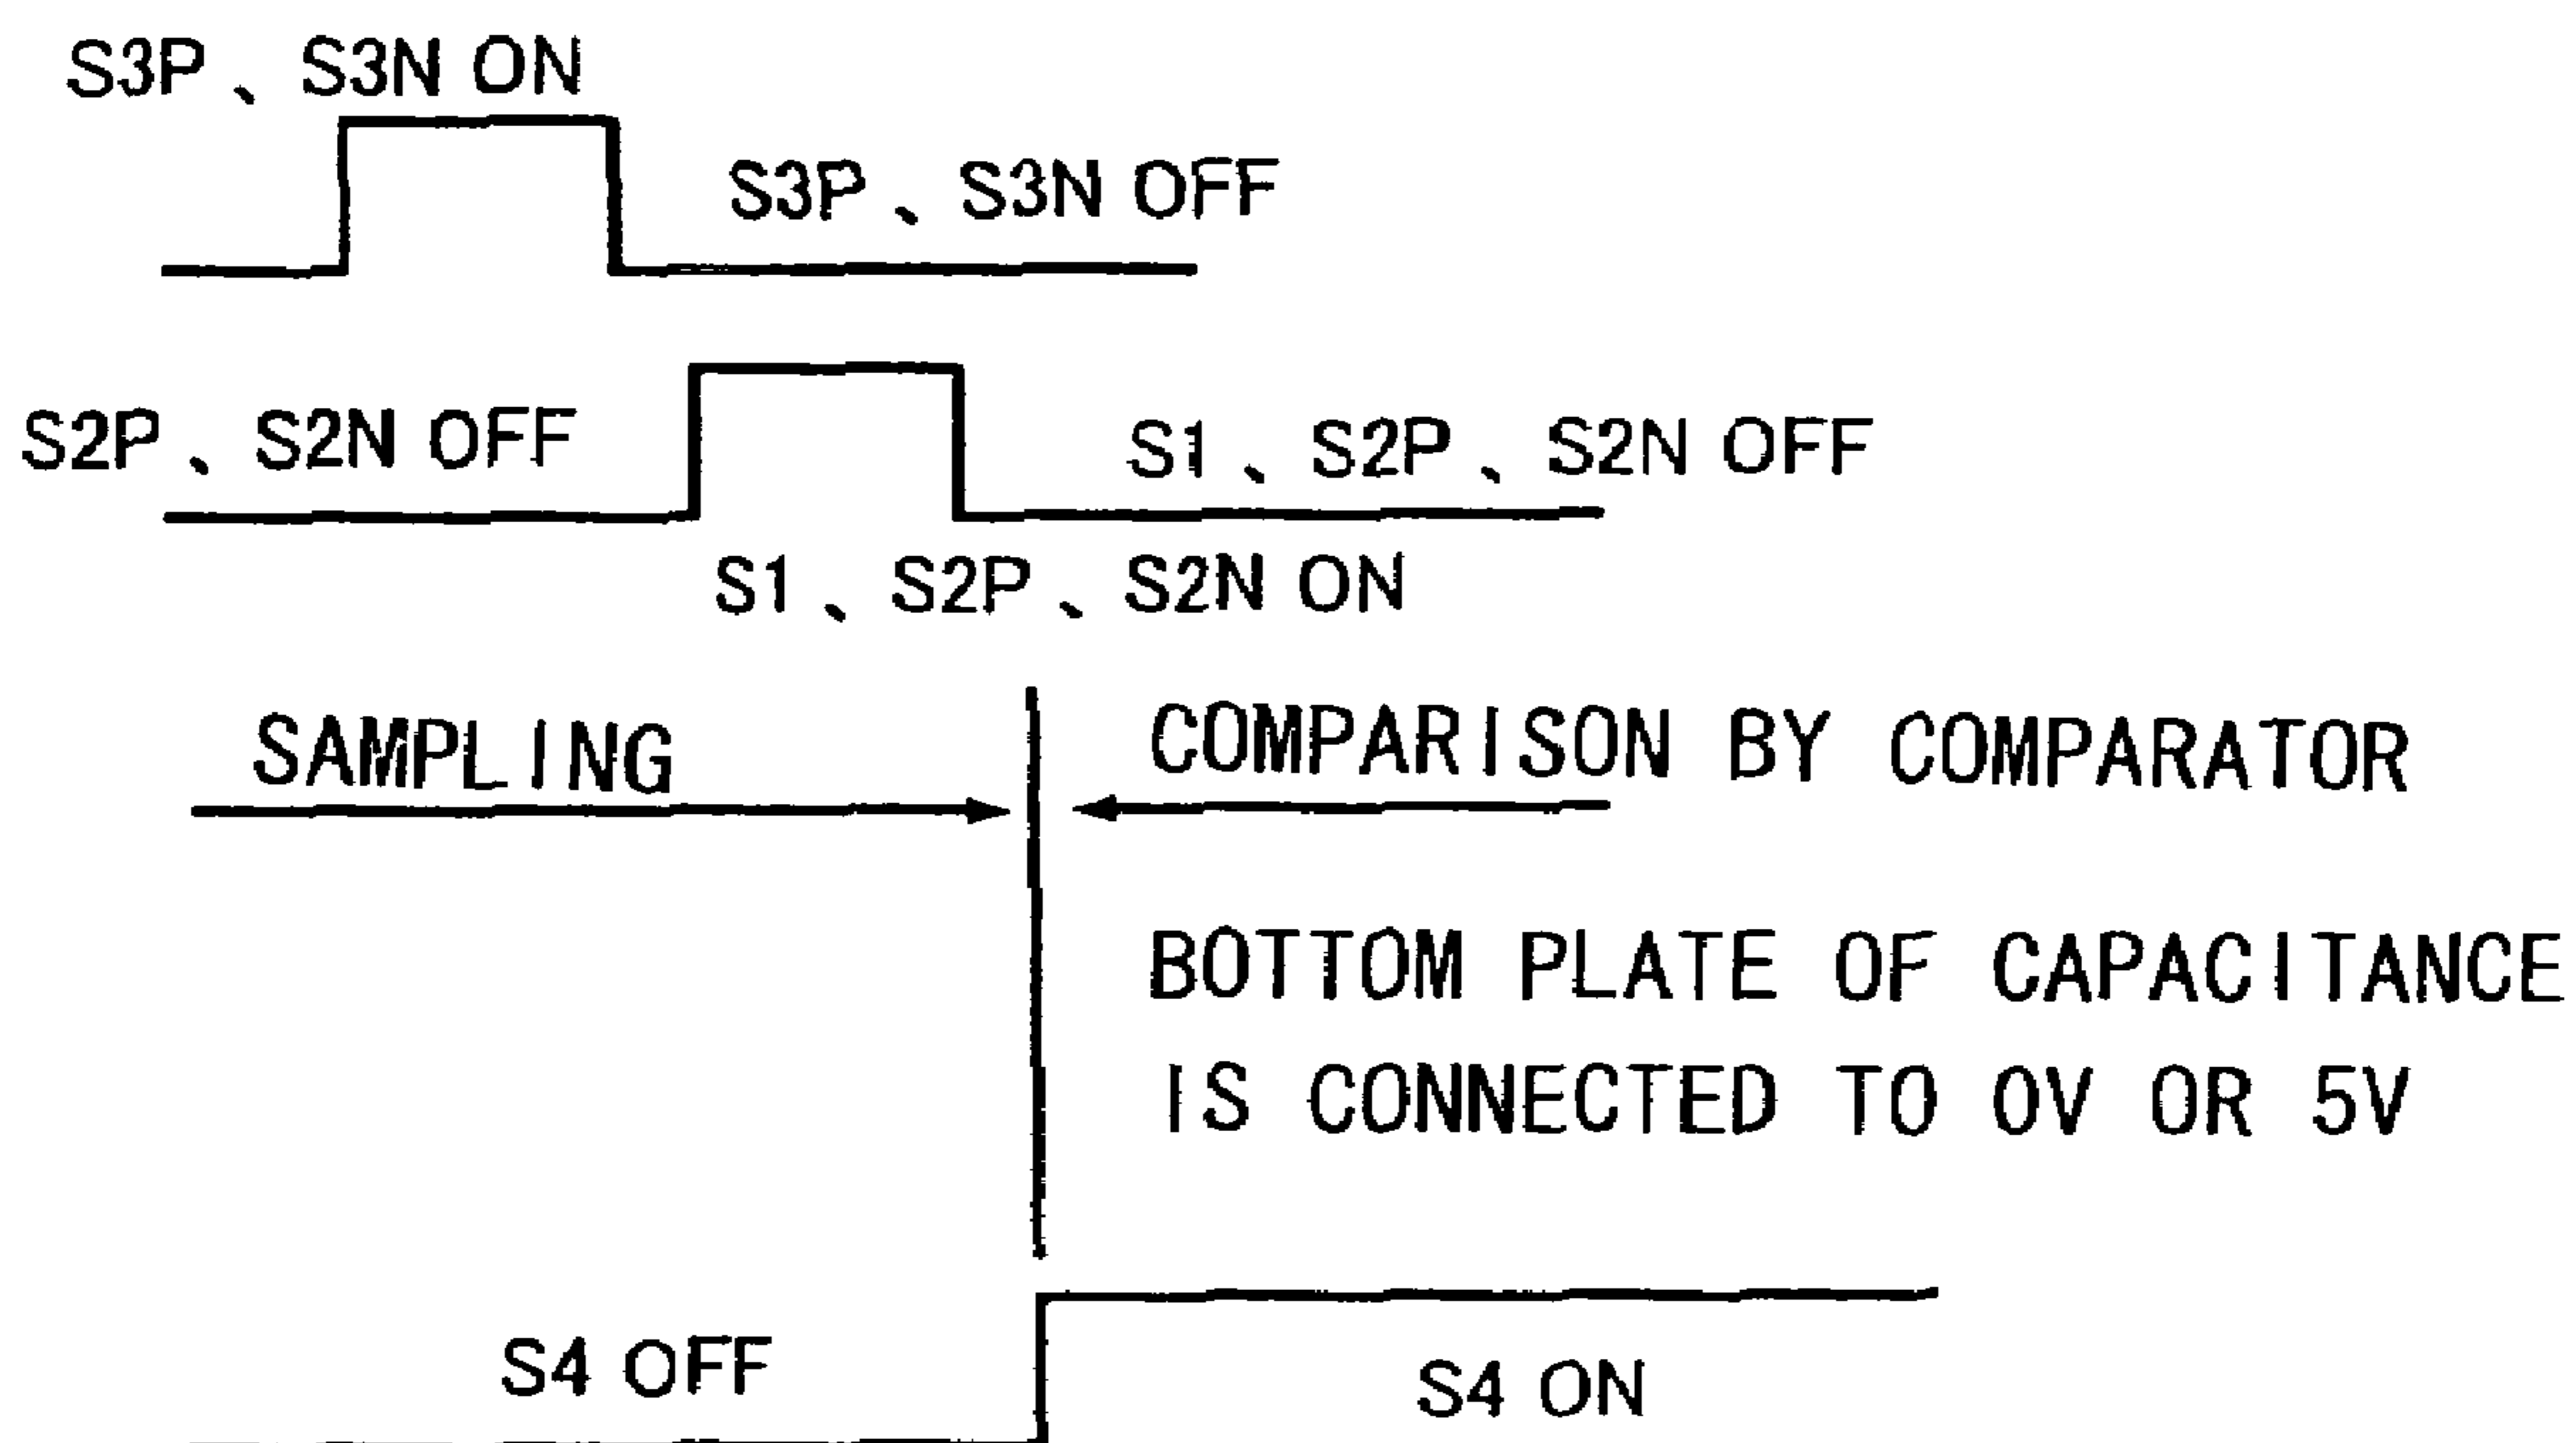 S3P、S3N ON
S3P、S3N OFF
S2P、S2N OFF
S1、S2P、S2N OFF
S1、S2P、S2N ON
SAMPLING
COMPARISON BY COMPARATOR
BOTTOM PLATE OF CAPACITANCE
IS CONNECTED TO 0V OR 5V
S4 OFF
S4 ON